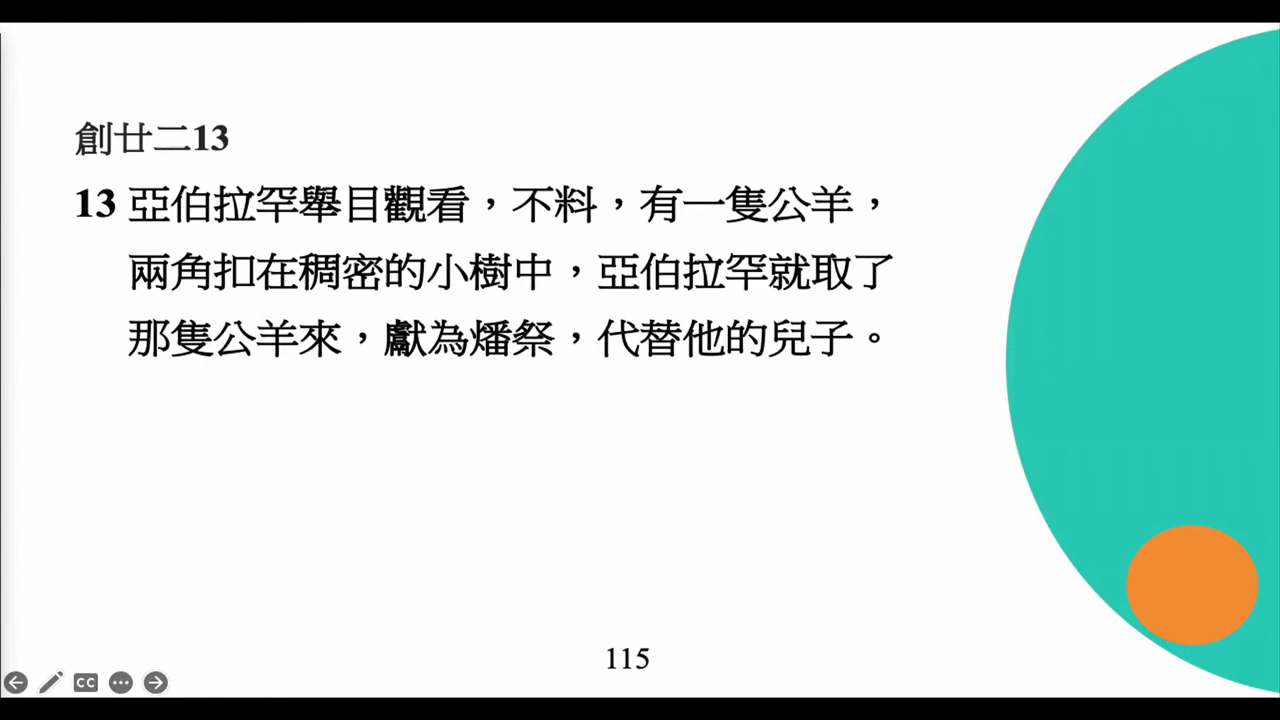 創廿二13
13 亞伯拉罕舉目觀看，不料，有一隻公羊，
兩角扣在稠密的小樹中，亞伯拉罕就取了
那隻公羊來，獻為燔祭，代替他的兒子。
115
CC